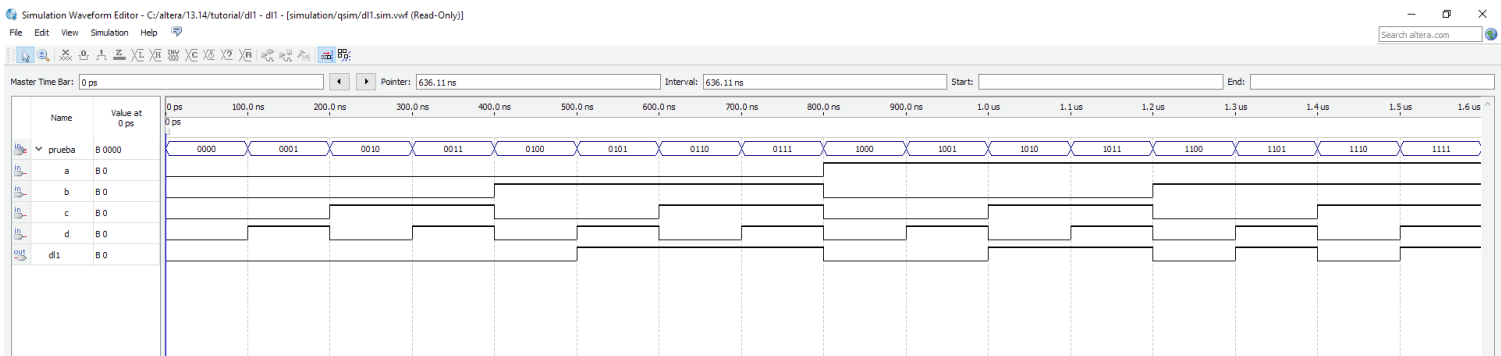 Simulation Waveform Editor - C:/altera/13.14/tutorial/dl1 - dl1 - [simulation/qsim/dl1.sim.vwf (Read-Only)]
File Edit View Simulation Help
Search altera.com
Master Time Bar: 0 ps Pointer: 636.11 ns Interval: 636.11 ns Start: End:
Name Value at 0 ps
0 ps 100.0 ns 200.0 ns 300.0 ns 400.0 ns 500.0 ns 600.0 ns 700.0 ns 800.0 ns 900.0 ns 1.0 us 1.1 us 1.2 us 1.3 us 1.4 us 1.5 us 1.6 us
0 ps
in prueba B 0000 0000 0001 0010 0011 0100 0101 0110 0111 1000 1001 1010 1011 1100 1101 1110 1111
in a B 0
in b B 0
in c B 0
in d B 0
out dl1 B 0